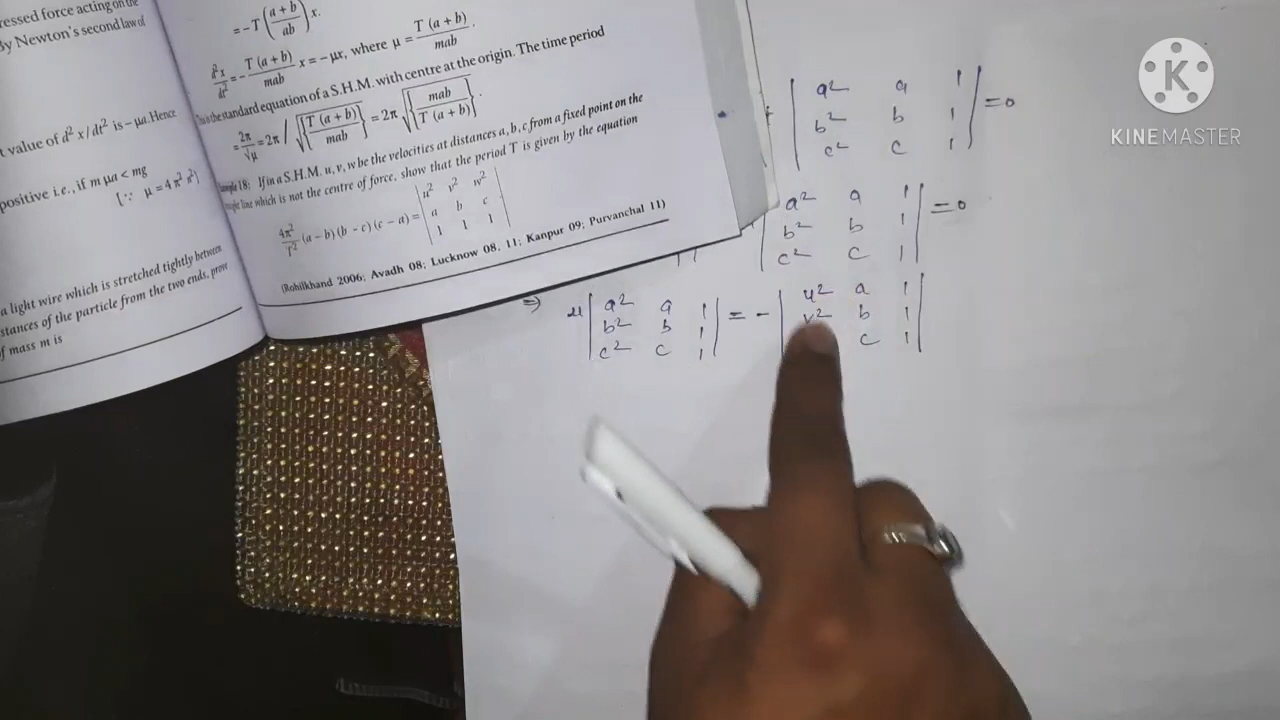 ressed force acting on the
By Newton's second law of
t value of d² x / dt² is – μa. Hence
positive i.e., if m μa < mg
[∵ μ = 4π² n²]
a light wire which is stretched tightly between
stances of the particle from the two ends, prove
f mass m is
= –T ((a + b)/ab) x.
d²x/dt² = – T (a + b)/mab x = – μx, where μ = T (a + b)/mab.
This is the standard equation of a S.H.M. with centre at the origin. The time period
= 2π/√μ = 2π / √{T (a + b)/mab} = 2π √{mab/T (a + b)}.
Example 18: If in a S.H.M. u, v, w be the velocities at distances a, b, c from a fixed point on the
straight line which is not the centre of force, show that the period T is given by the equation
4π²/T² (a – b) (b – c) (c – a) = | u² v² w² |
| a b c |
| 1 1 1 |
(Rohilkhand 2006; Avadh 08; Lucknow 08, 11; Kanpur 09; Purvanchal 11)
| a² a 1 |
| b² b 1 | = 0
| c² c 1 |
| a² a 1 |
| b² b 1 | = 0
| c² c 1 |
⇒ μ | a² a 1 | = – | u² a 1 |
| b² b 1 | | v² b 1 |
| c² c 1 | | c 1 |
K
KINEMASTER